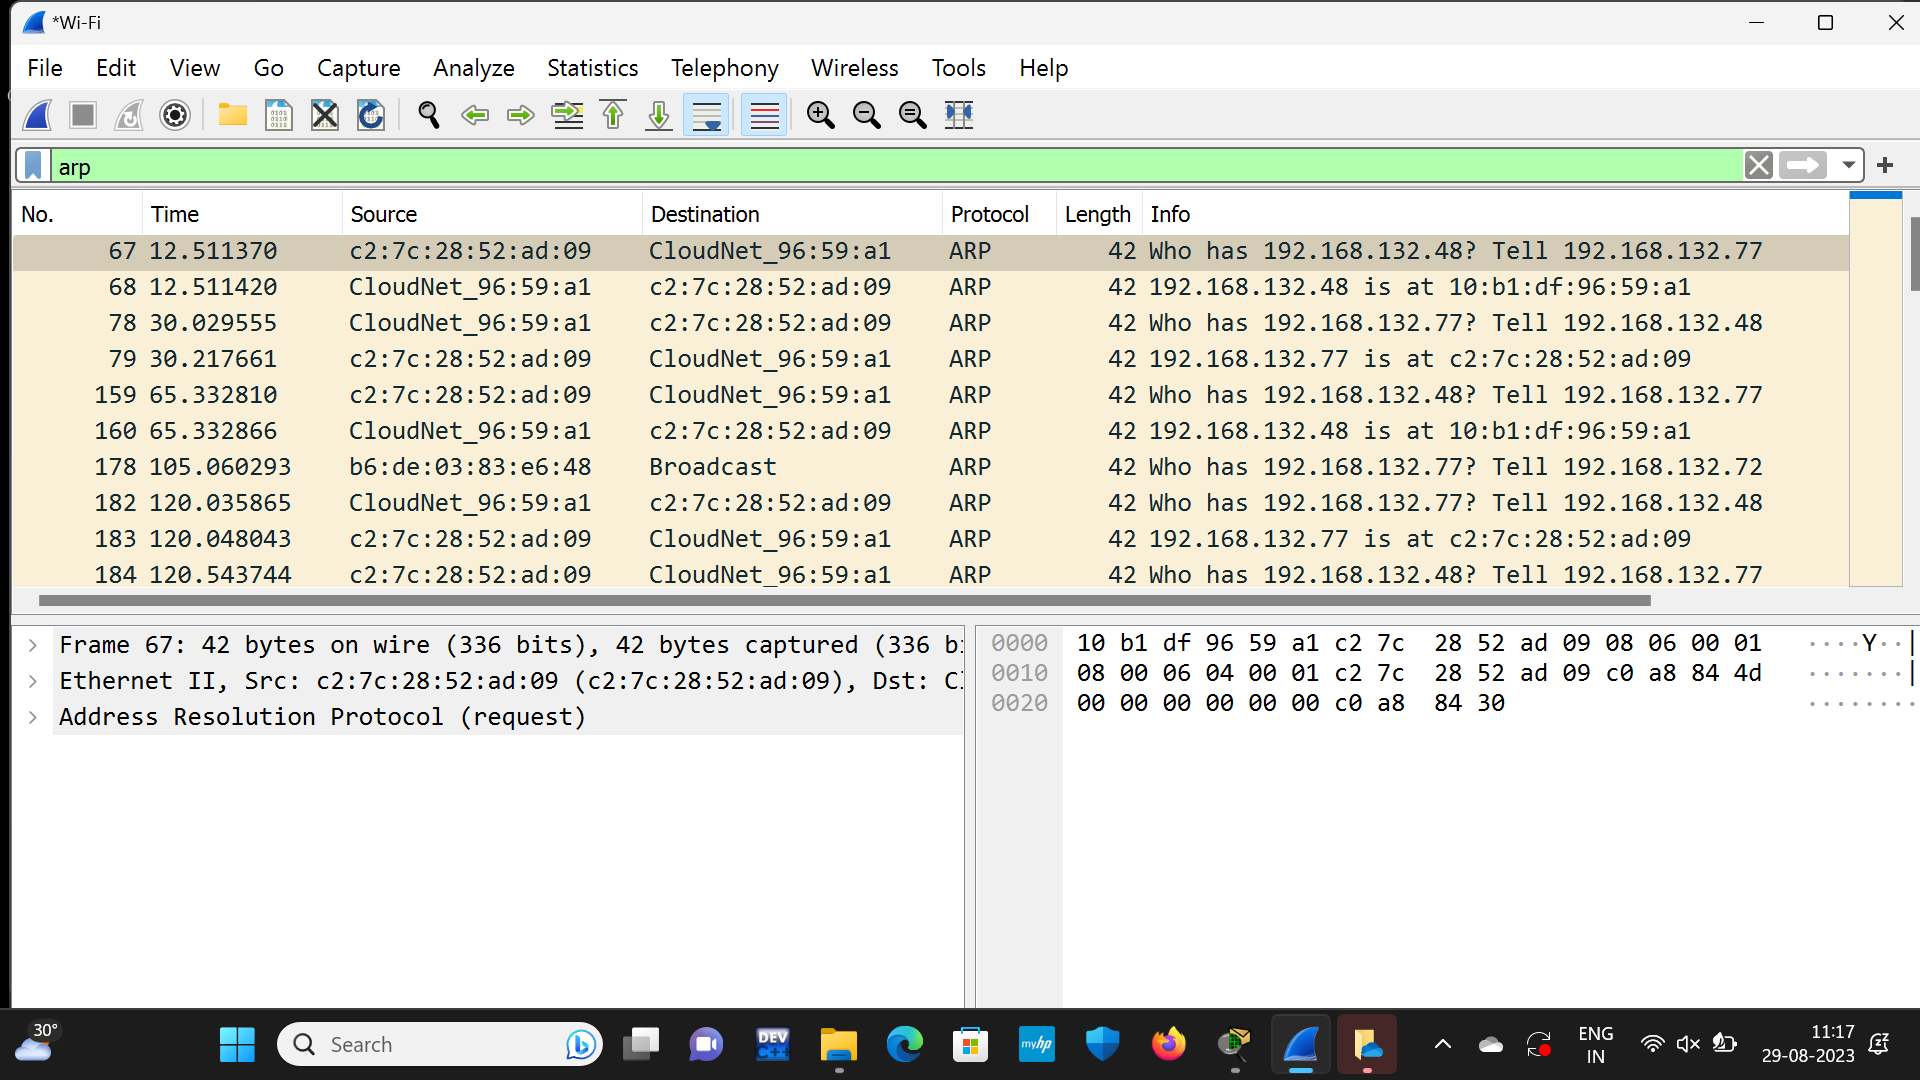 *Wi-Fi
File Edit View Go Capture Analyze Statistics Telephony Wireless Tools Help
arp
No. Time Source Destination Protocol Length Info
67 12.511370 c2:7c:28:52:ad:09 CloudNet_96:59:a1 ARP 42 Who has 192.168.132.48? Tell 192.168.132.77
68 12.511420 CloudNet_96:59:a1 c2:7c:28:52:ad:09 ARP 42 192.168.132.48 is at 10:b1:df:96:59:a1
78 30.029555 CloudNet_96:59:a1 c2:7c:28:52:ad:09 ARP 42 Who has 192.168.132.77? Tell 192.168.132.48
79 30.217661 c2:7c:28:52:ad:09 CloudNet_96:59:a1 ARP 42 192.168.132.77 is at c2:7c:28:52:ad:09
159 65.332810 c2:7c:28:52:ad:09 CloudNet_96:59:a1 ARP 42 Who has 192.168.132.48? Tell 192.168.132.77
160 65.332866 CloudNet_96:59:a1 c2:7c:28:52:ad:09 ARP 42 192.168.132.48 is at 10:b1:df:96:59:a1
178 105.060293 b6:de:03:83:e6:48 Broadcast ARP 42 Who has 192.168.132.77? Tell 192.168.132.72
182 120.035865 CloudNet_96:59:a1 c2:7c:28:52:ad:09 ARP 42 Who has 192.168.132.77? Tell 192.168.132.48
183 120.048043 c2:7c:28:52:ad:09 CloudNet_96:59:a1 ARP 42 192.168.132.77 is at c2:7c:28:52:ad:09
184 120.543744 c2:7c:28:52:ad:09 CloudNet_96:59:a1 ARP 42 Who has 192.168.132.48? Tell 192.168.132.77
Frame 67: 42 bytes on wire (336 bits), 42 bytes captured (336 bi
Ethernet II, Src: c2:7c:28:52:ad:09 (c2:7c:28:52:ad:09), Dst: Cl
Address Resolution Protocol (request)
0000 10 b1 df 96 59 a1 c2 7c 28 52 ad 09 08 06 00 01 ····Y··|
0010 08 00 06 04 00 01 c2 7c 28 52 ad 09 c0 a8 84 4d ·······|
0020 00 00 00 00 00 00 c0 a8 84 30 ········
30°
Search
DEV C++
myhp
ENG
IN
11:17
29-08-2023